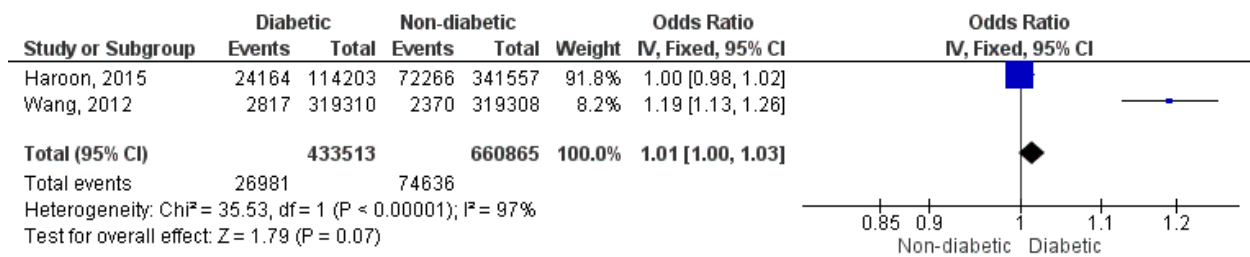 Diabetic Non-diabetic Odds Ratio Odds Ratio
Study or Subgroup Events Total Events Total Weight IV, Fixed, 95% CI IV, Fixed, 95% CI
Haroon, 2015 24164 114203 72266 341557 91.8% 1.00 [0.98, 1.02]
Wang, 2012 2817 319310 2370 319308 8.2% 1.19 [1.13, 1.26]
Total (95% CI) 433513 660865 100.0% 1.01 [1.00, 1.03]
Total events 26981 74636
Heterogeneity: Chi² = 35.53, df = 1 (P < 0.00001); I² = 97%
Test for overall effect: Z = 1.79 (P = 0.07)
0.85 0.9 1 1.1 1.2
Non-diabetic Diabetic